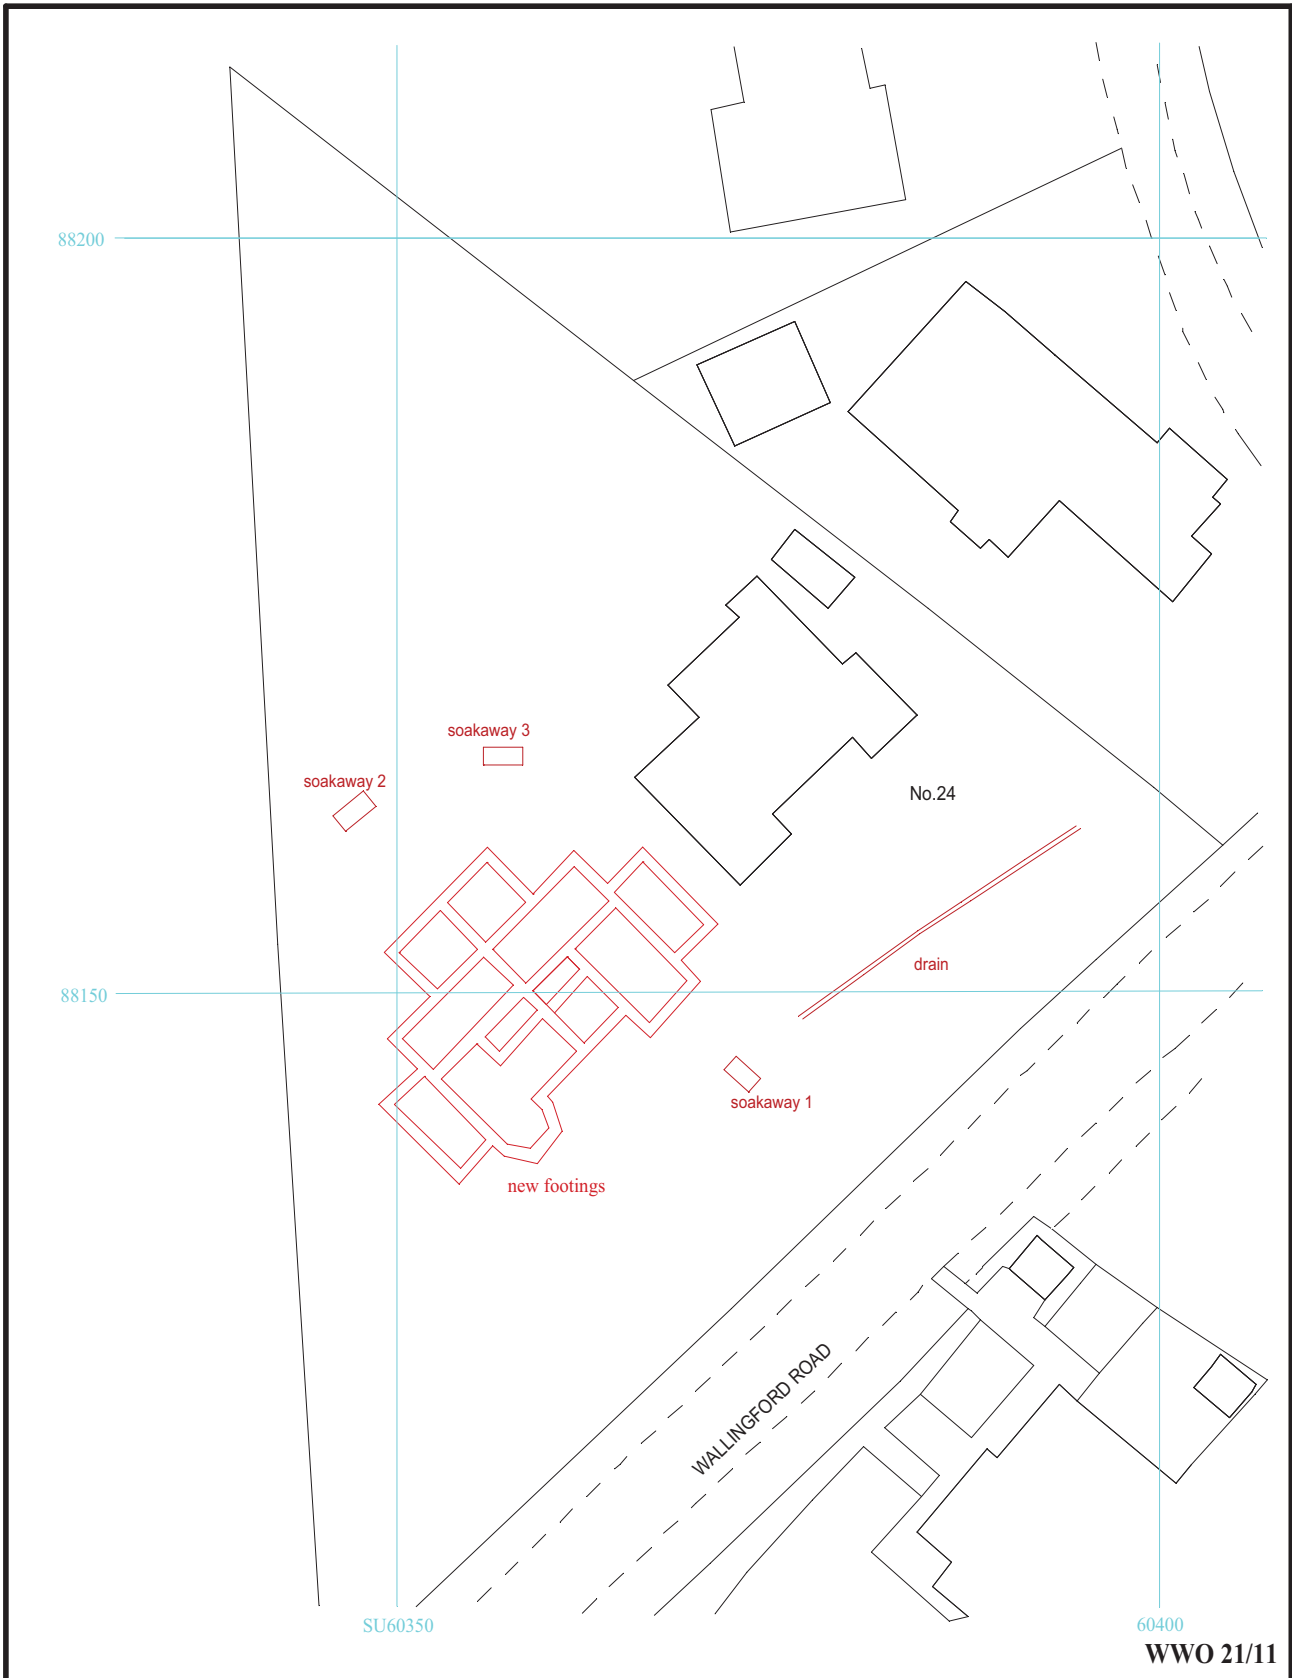 88200
soakaway 3
soakaway 2
No.24
drain
88150
soakaway 1
new footings
WALLINGFORD ROAD
SU60350
60400
WWO 21/11